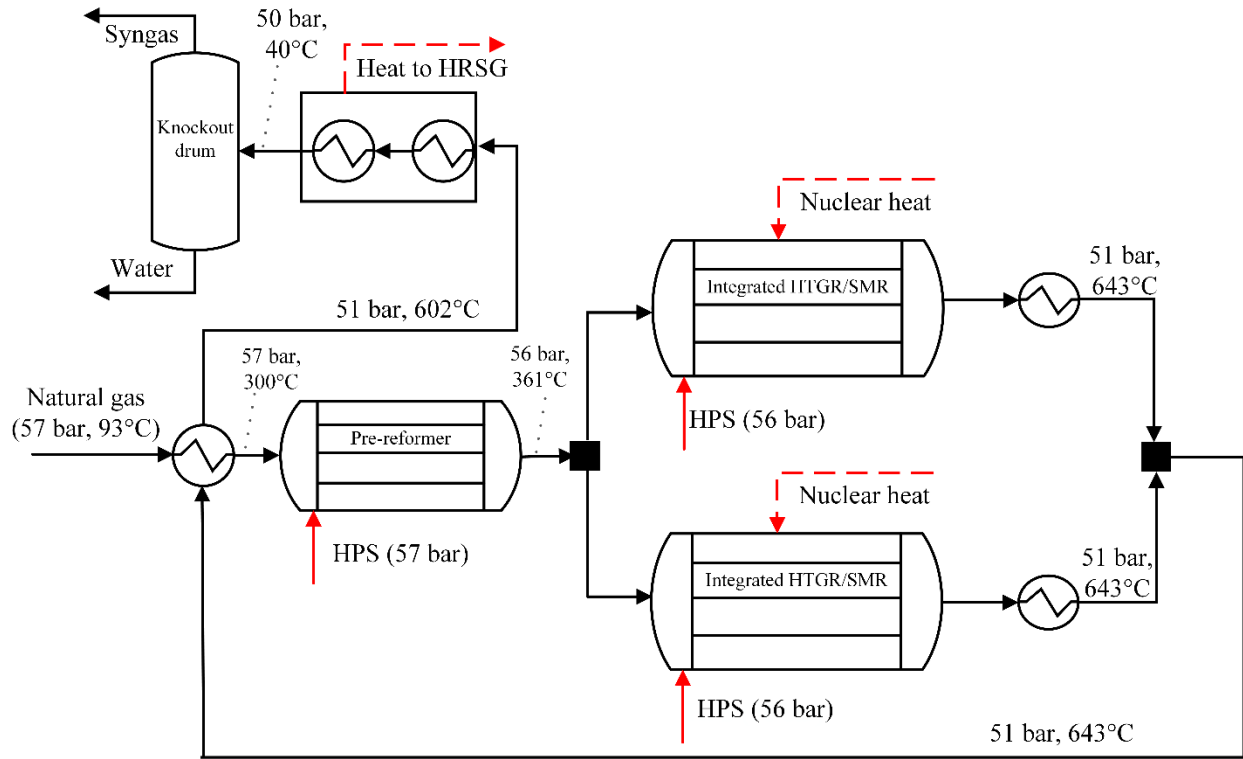 Syngas
50 bar,
40°C
Heat to HRSG
Knockout
drum
Water
51 bar, 602°C
Nuclear heat
Integrated HTGR/SMR
51 bar,
643°C
HPS (56 bar)
Natural gas
(57 bar, 93°C)
57 bar,
300°C
Pre-reformer
56 bar,
361°C
HPS (57 bar)
Nuclear heat
Integrated HTGR/SMR
51 bar,
643°C
HPS (56 bar)
51 bar, 643°C